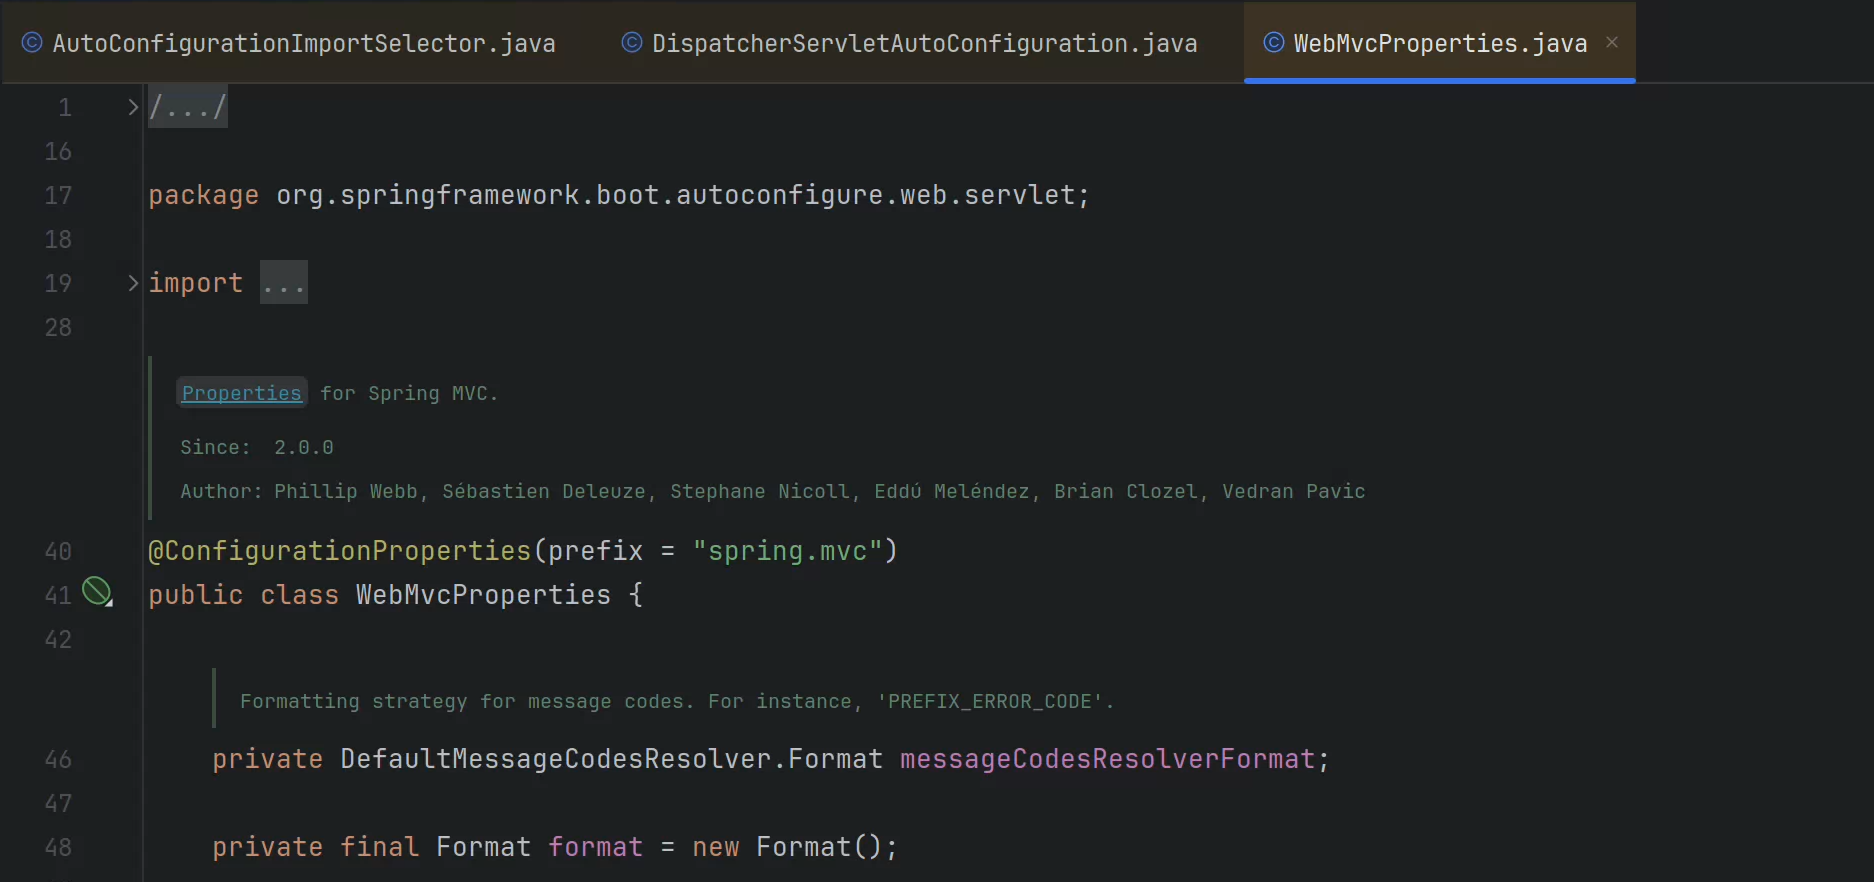 AutoConfigurationImportSelector.java DispatcherServletAutoConfiguration.java WebMvcProperties.java
1 /.../
16
17 package org.springframework.boot.autoconfigure.web.servlet;
18
19 import ...
28
Properties for Spring MVC.
Since: 2.0.0
Author: Phillip Webb, Sébastien Deleuze, Stephane Nicoll, Eddú Meléndez, Brian Clozel, Vedran Pavic
40 @ConfigurationProperties(prefix = "spring.mvc")
41 public class WebMvcProperties {
42
Formatting strategy for message codes. For instance, 'PREFIX_ERROR_CODE'.
46 private DefaultMessageCodesResolver.Format messageCodesResolverFormat;
47
48 private final Format format = new Format();